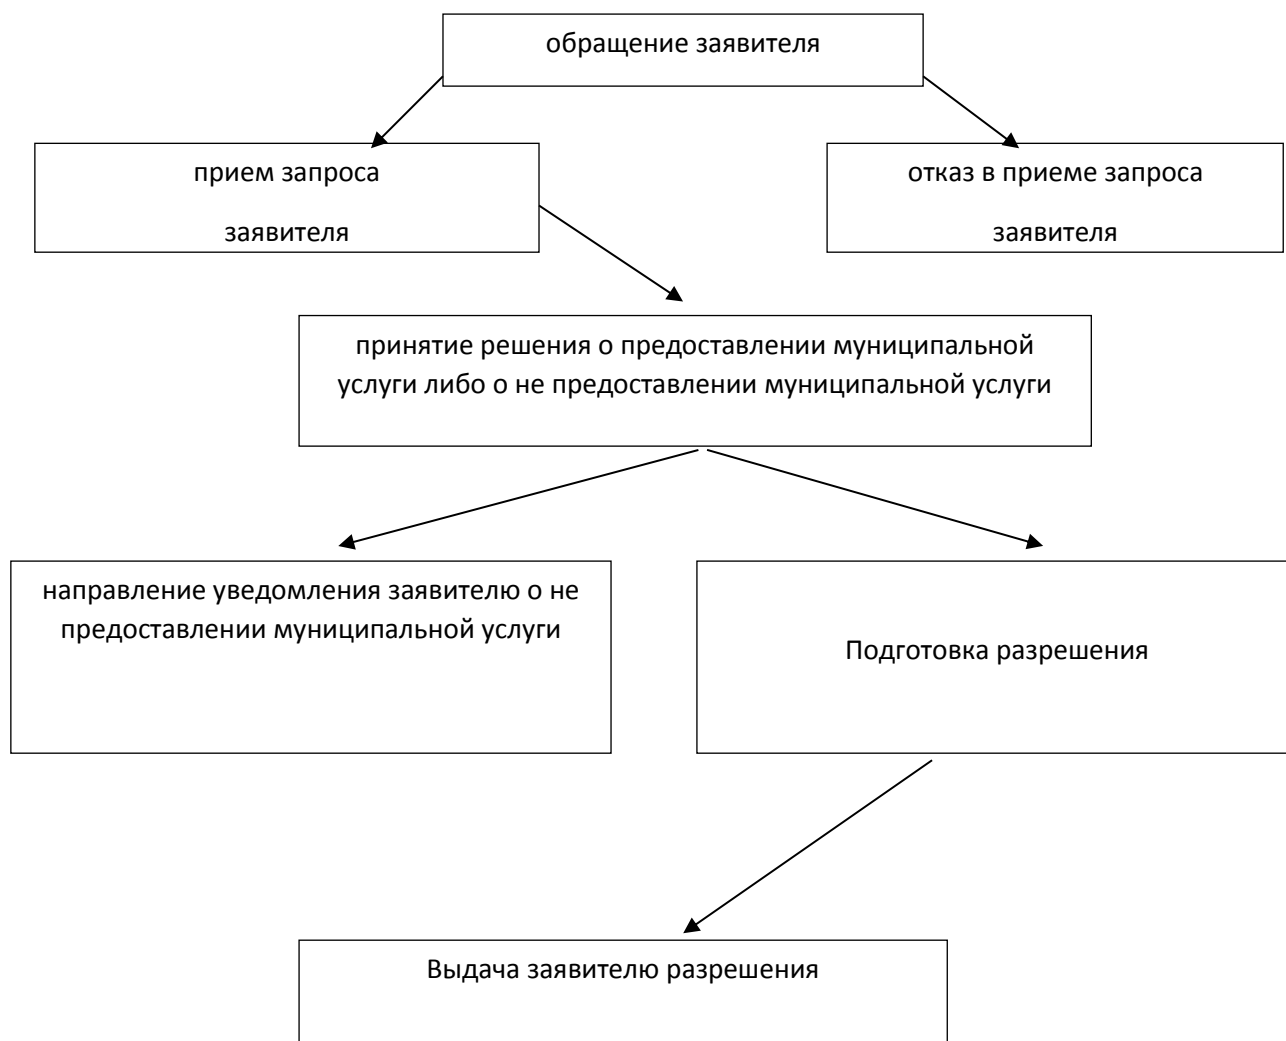 обращение заявителя
прием запроса
заявителя
отказ в приеме запроса
заявителя
принятие решения о предоставлении муниципальной
услуги либо о не предоставлении муниципальной услуги
направление уведомления заявителю о не
предоставлении муниципальной услуги
Подготовка разрешения
Выдача заявителю разрешения